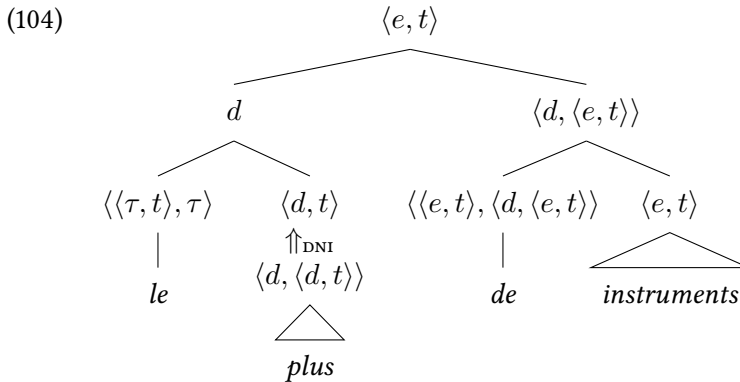 (104) ⟨e, t⟩
d ⟨d, ⟨e, t⟩⟩
⟨⟨τ, t⟩, τ⟩ ⟨d, t⟩ ⟨⟨e, t⟩, ⟨d, ⟨e, t⟩⟩ ⟨e, t⟩
⇑DNI
le ⟨d, ⟨d, t⟩⟩ de instruments
plus